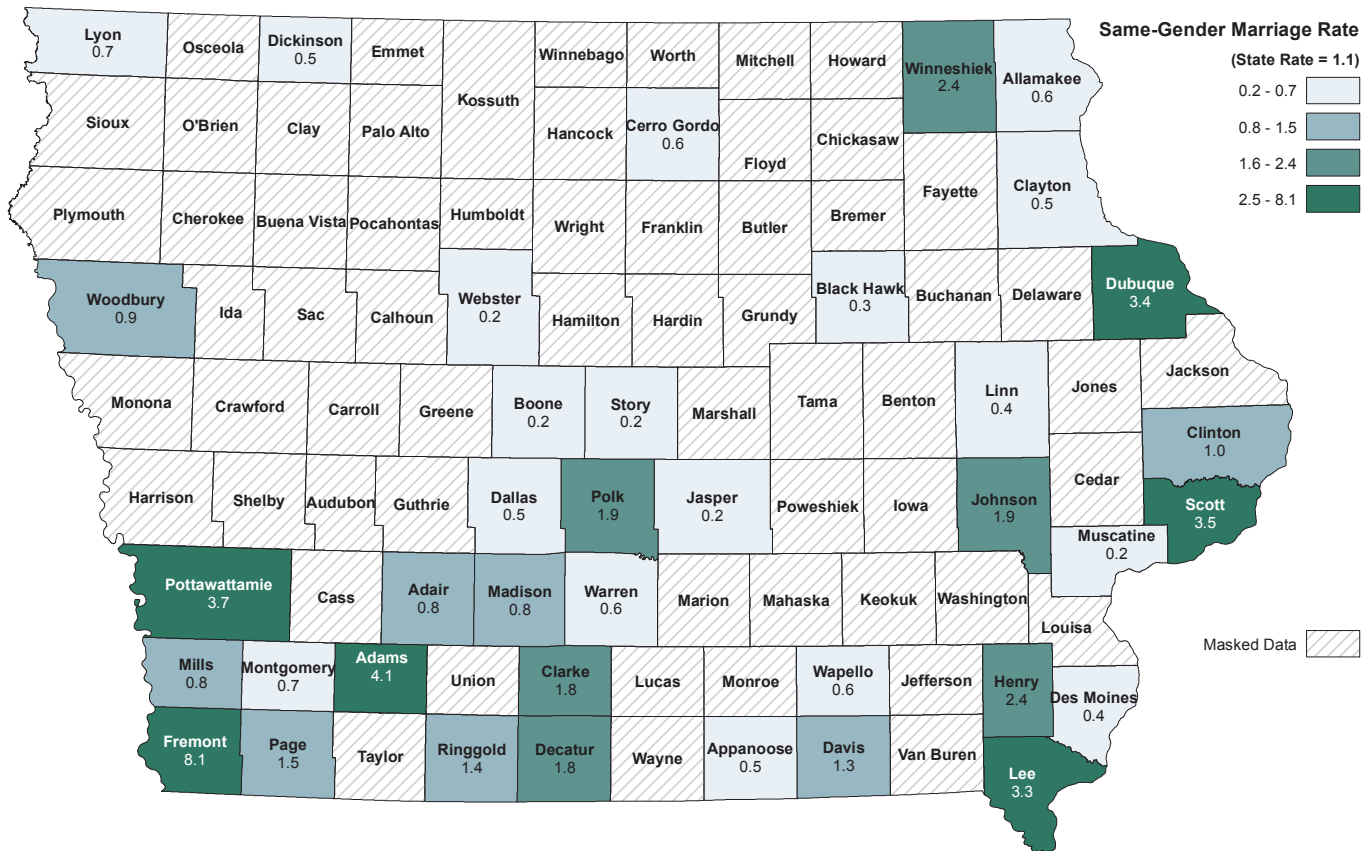 Same-Gender Marriage Rate
(State Rate = 1.1)
0.2 - 0.7
0.8 - 1.5
1.6 - 2.4
2.5 - 8.1
Masked Data
Lyon
0.7
Osceola
Dickinson
0.5
Emmet
Kossuth
Winnebago
Worth
Mitchell
Howard
Winneshiek
2.4
Allamakee
0.6
Sioux
O'Brien
Clay
Palo Alto
Hancock
Cerro Gordo
0.6
Floyd
Chickasaw
Fayette
Clayton
0.5
Plymouth
Cherokee
Buena Vista
Pocahontas
Humboldt
Wright
Franklin
Butler
Bremer
Woodbury
0.9
Ida
Sac
Calhoun
Webster
0.2
Hamilton
Hardin
Grundy
Black Hawk
0.3
Buchanan
Delaware
Dubuque
3.4
Monona
Crawford
Carroll
Greene
Boone
0.2
Story
0.2
Marshall
Tama
Benton
Linn
0.4
Jones
Jackson
Clinton
1.0
Harrison
Shelby
Audubon
Guthrie
Dallas
0.5
Polk
1.9
Jasper
0.2
Poweshiek
Iowa
Johnson
1.9
Cedar
Scott
3.5
Muscatine
0.2
Pottawattamie
3.7
Cass
Adair
0.8
Madison
0.8
Warren
0.6
Marion
Mahaska
Keokuk
Washington
Louisa
Mills
0.8
Montgomery
0.7
Adams
4.1
Union
Clarke
1.8
Lucas
Monroe
Wapello
0.6
Jefferson
Henry
2.4
Des Moines
0.4
Fremont
8.1
Page
1.5
Taylor
Ringgold
1.4
Decatur
1.8
Wayne
Appanoose
0.5
Davis
1.3
Van Buren
Lee
3.3